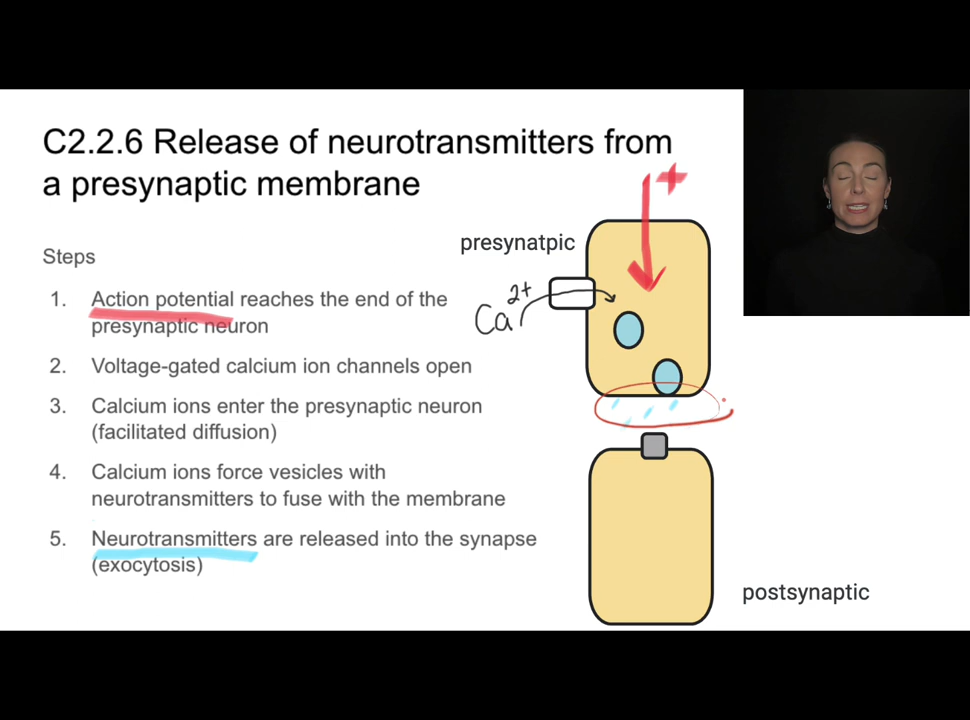 C2.2.6 Release of neurotransmitters from
a presynaptic membrane
presynatpic
Steps
1. Action potential reaches the end of the
presynaptic neuron
2. Voltage-gated calcium ion channels open
3. Calcium ions enter the presynaptic neuron
(facilitated diffusion)
4. Calcium ions force vesicles with
neurotransmitters to fuse with the membrane
5. Neurotransmitters are released into the synapse
(exocytosis)
+
Ca2+
postsynaptic